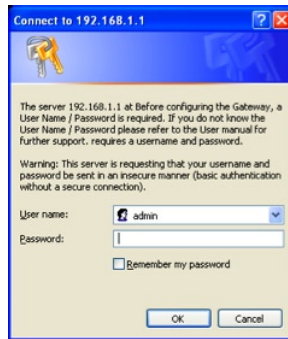 Connect to 192.168.1.1
The server 192.168.1.1 at Before configuring the Gateway, a
User Name / Password is required. If you do not know the
User Name / Password please refer to the User manual for
further support. requires a username and password.
Warning: This server is requesting that your username and
password be sent in an insecure manner (basic authentication
without a secure connection).
User name: admin
Password:
Remember my password
OK Cancel